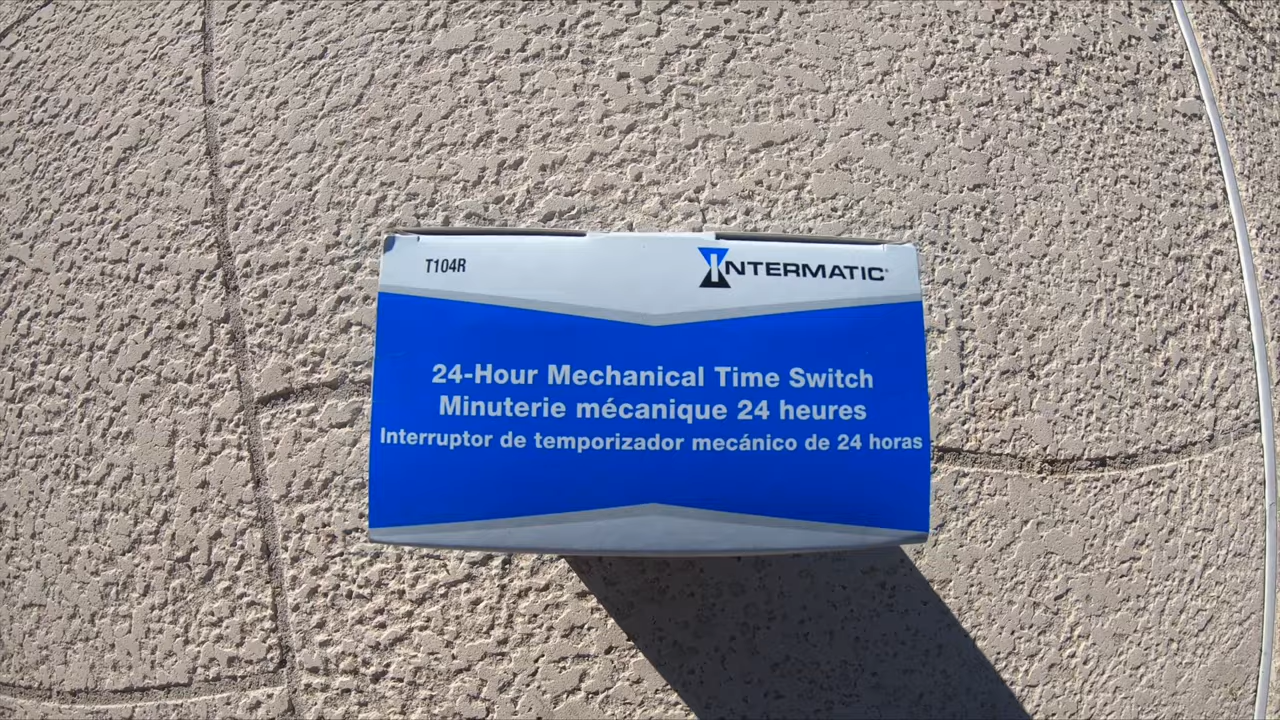 T104R
INTERMATIC®
24-Hour Mechanical Time Switch
Minuterie mécanique 24 heures
Interruptor de temporizador mecánico de 24 horas